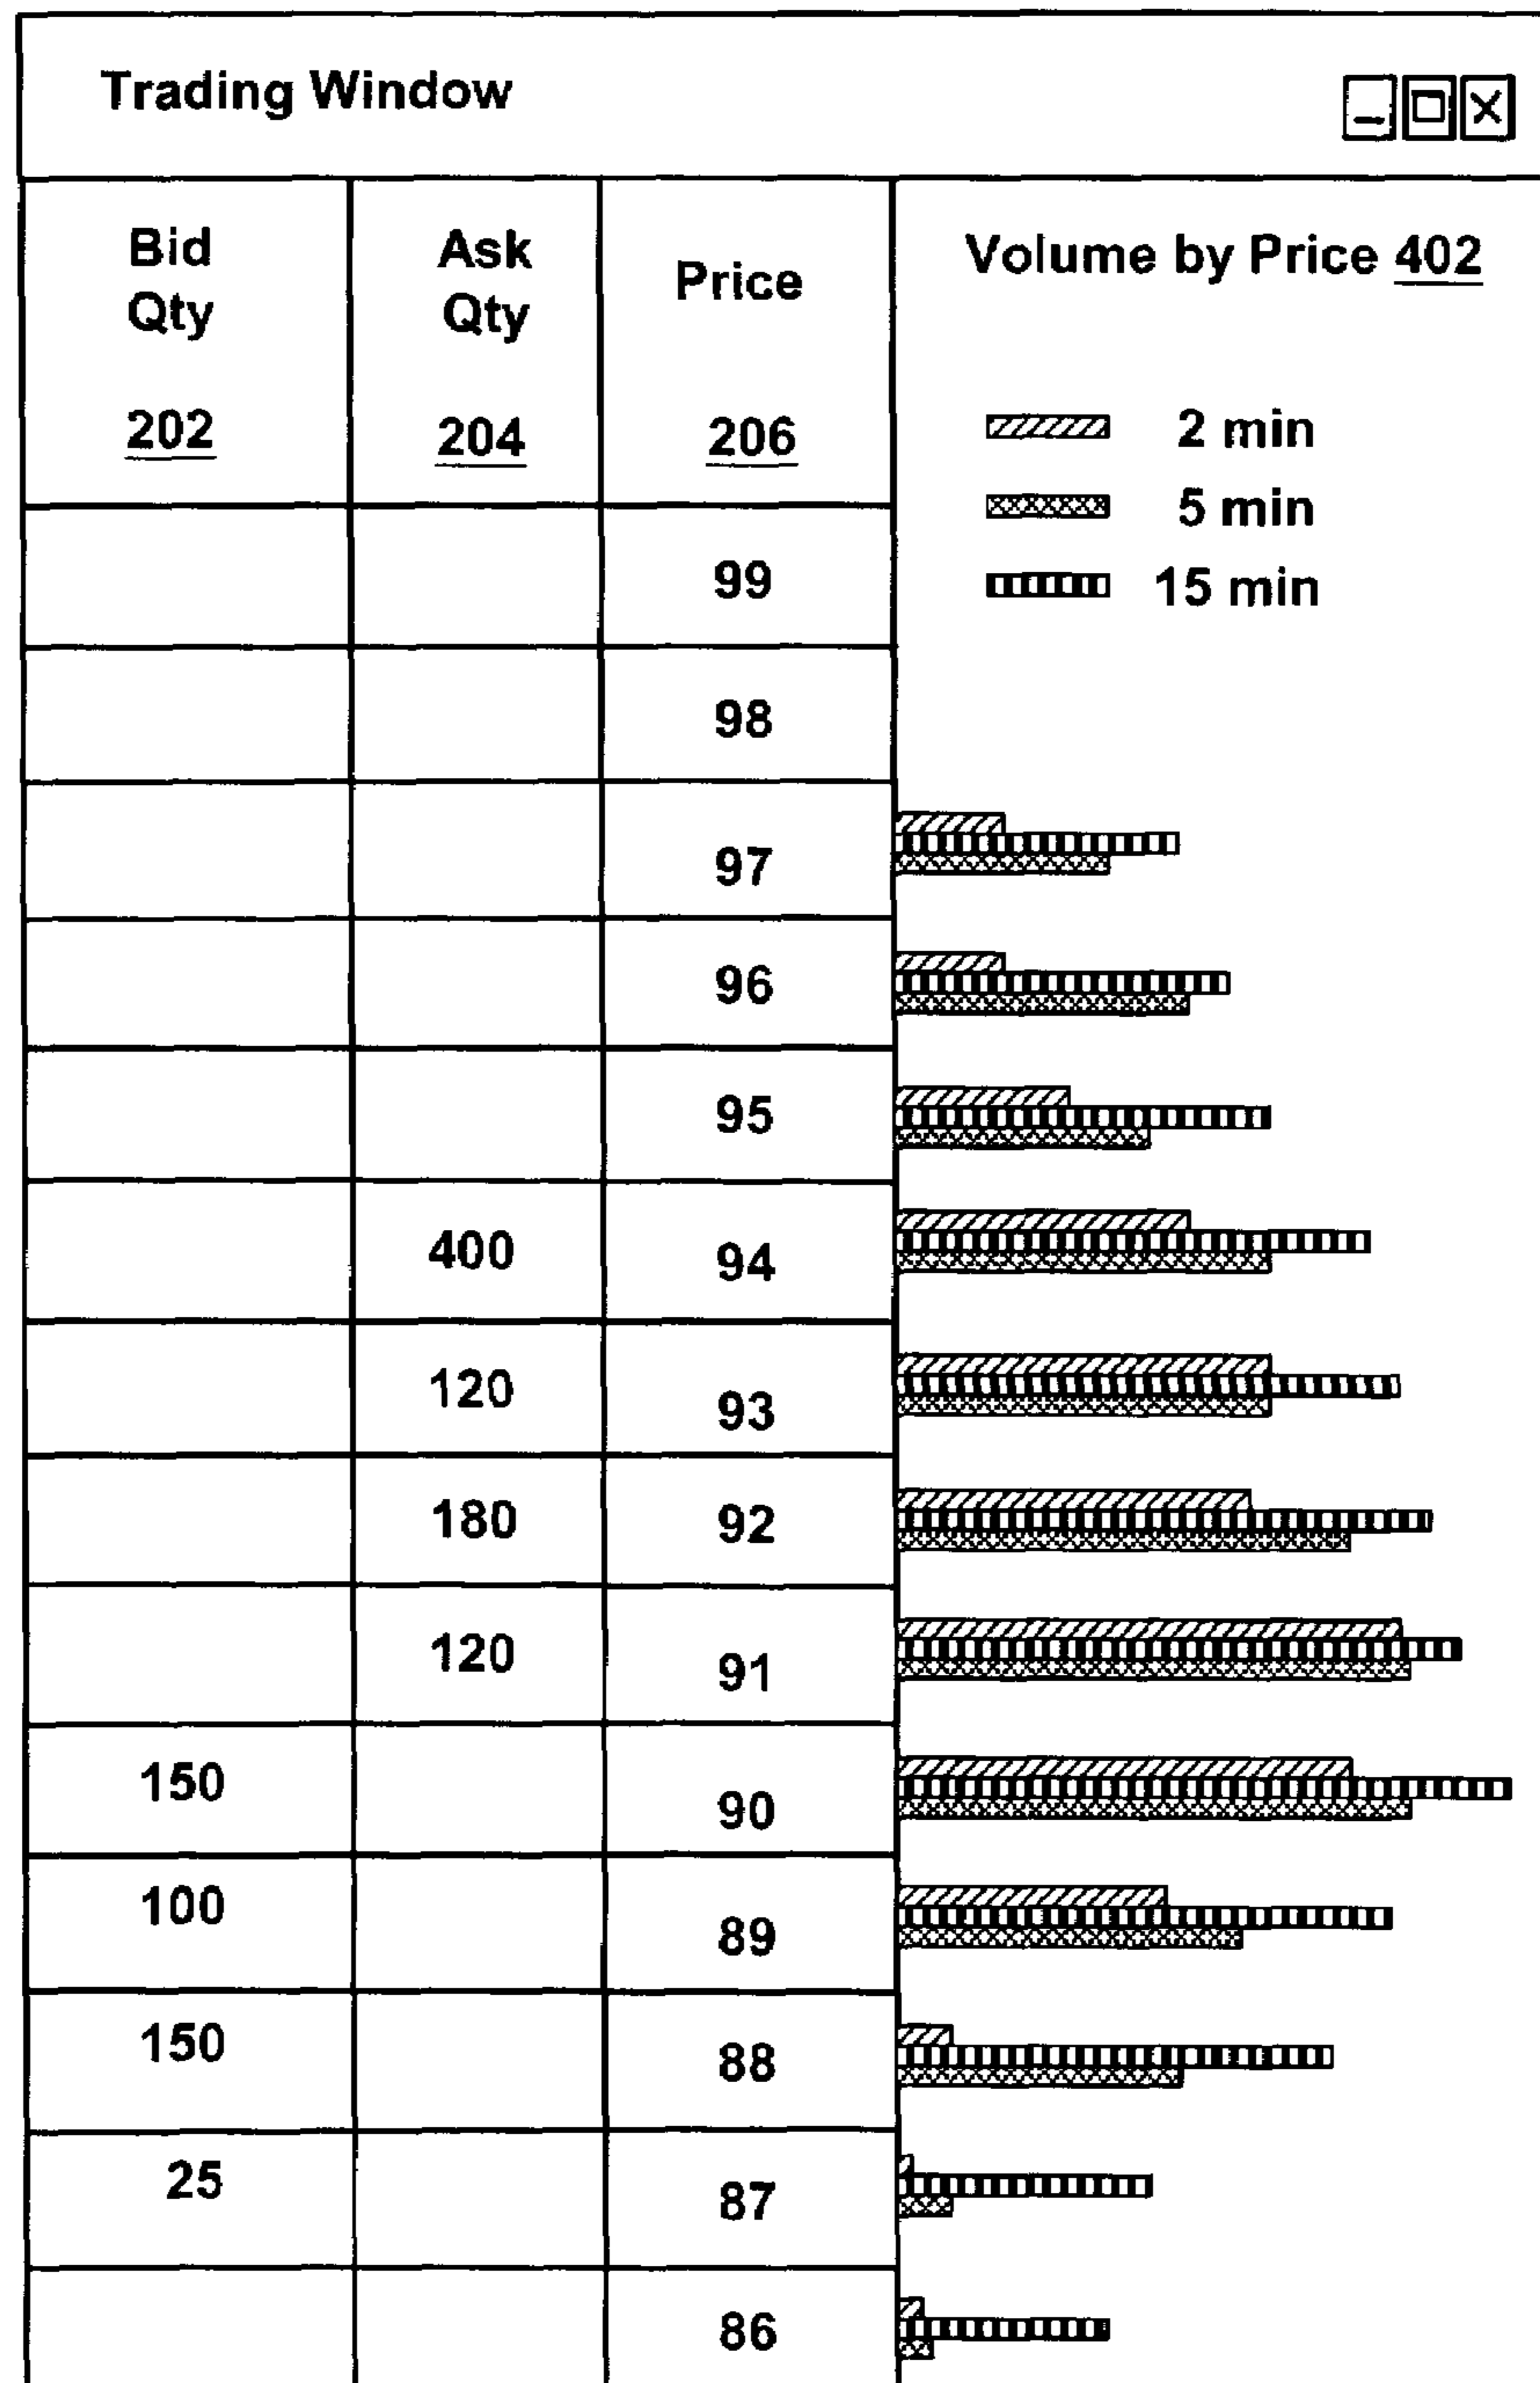 Trading Window
Bid
Qty
202
Ask
Qty
204
Price
206
Volume by Price 402
2 min
5 min
15 min
99
98
97
96
95
400 94
120 93
180 92
120 91
150 90
100 89
150 88
25 87
86